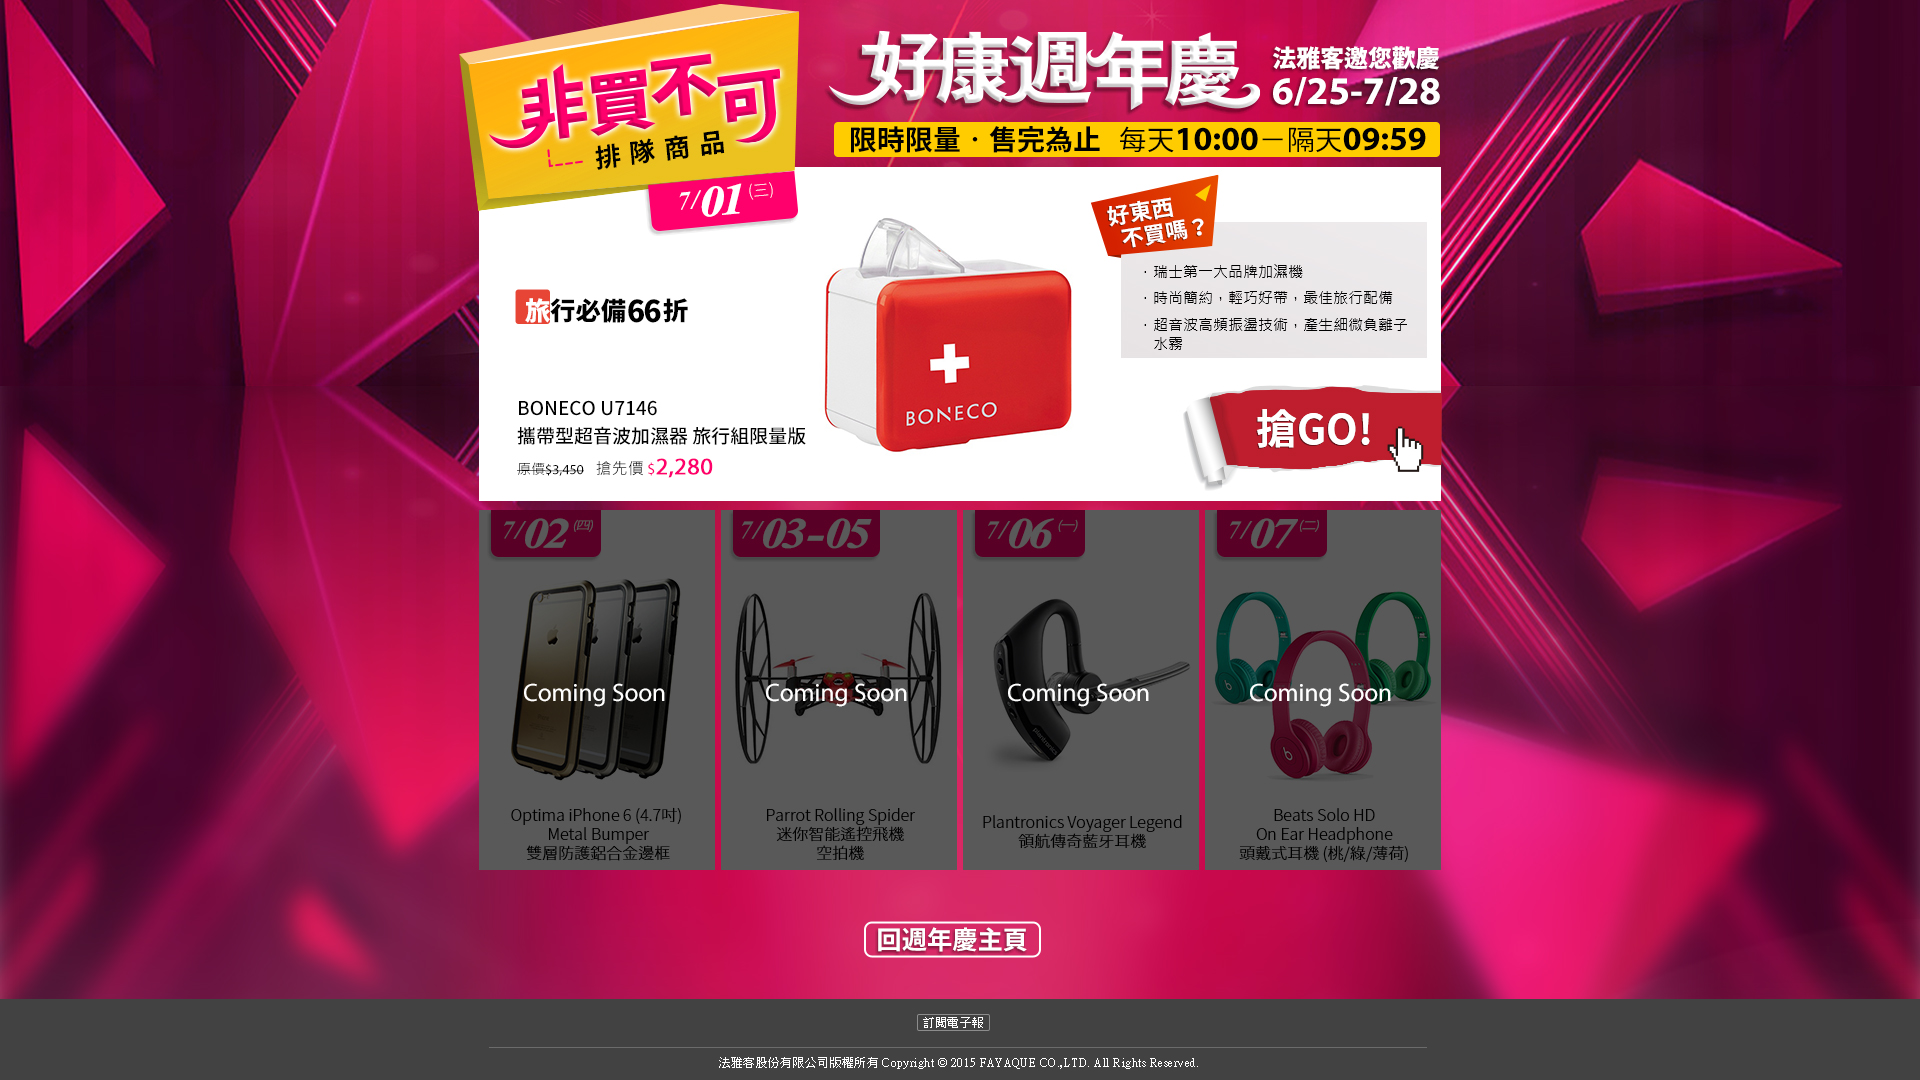 非買不可
排隊商品
7/01 (三)
好康週年慶
法雅客邀您歡慶
6/25-7/28
限時限量 · 售完為止 每天10:00－隔天09:59
旅行必備66折
BONECO U7146
攜帶型超音波加濕器 旅行組限量版
原價$3,450 搶先價 $2,280
BONECO
好東西
不買嗎？
· 瑞士第一大品牌加濕機
· 時尚簡約，輕巧好帶，最佳旅行配備
· 超音波高頻振盪技術，產生細微負離子
水霧
搶GO!
7/02 (四)
Coming Soon
Optima iPhone 6 (4.7吋)
Metal Bumper
雙層防護鋁合金邊框
7/03-05
Coming Soon
Parrot Rolling Spider
迷你智能遙控飛機
空拍機
7/06 (一)
Coming Soon
Plantronics Voyager Legend
領航傳奇藍牙耳機
7/07 (二)
Coming Soon
Beats Solo HD
On Ear Headphone
頭戴式耳機 (桃/綠/薄荷)
回週年慶主頁
訂閱電子報
法雅客股份有限公司版權所有 Copyright © 2015 FAYAQUE CO.,LTD. All Rights Reserved.